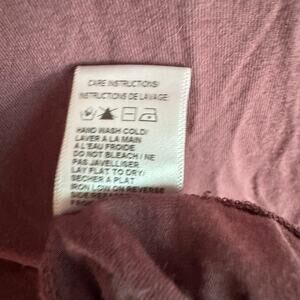 CARE INSTRUCTIONS/
INSTRUCTIONS DE LAVAGE:
HAND WASH COLD/
LAVER A LA MAIN
A L'EAU FROIDE
DO NOT BLEACH / NE
PAS JAVELLISER
LAY FLAT TO DRY/
SECHER A PLAT
IRON LOW ON REVERSE
SIDE